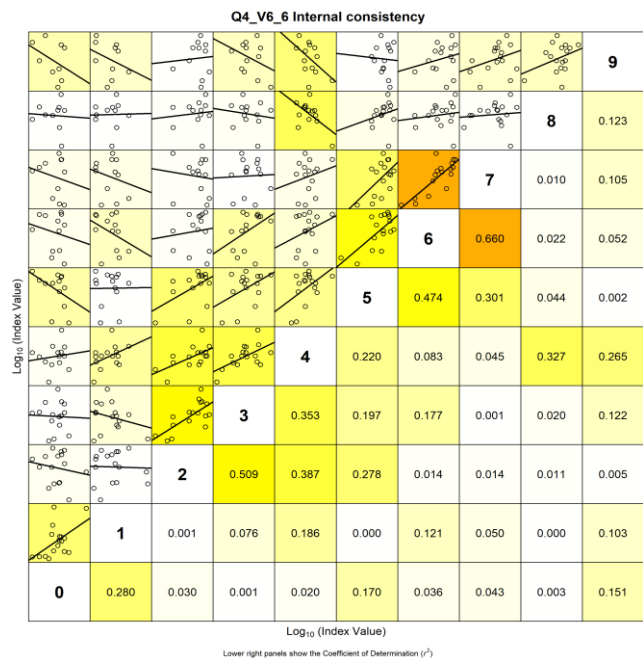 Q4_V6_6 Internal consistency
9
8 0.123
7 0.010 0.105
6 0.660 0.022 0.052
5 0.474 0.301 0.044 0.002
4 0.220 0.083 0.045 0.327 0.265
3 0.353 0.197 0.177 0.001 0.020 0.122
2 0.509 0.387 0.278 0.014 0.014 0.011 0.005
1 0.001 0.076 0.186 0.000 0.121 0.050 0.000 0.103
0 0.280 0.030 0.001 0.020 0.170 0.036 0.043 0.003 0.151
Log₁₀ (Index Value)
Log₁₀ (Index Value)
Lower right panels show the Coefficient of Determination (r²)